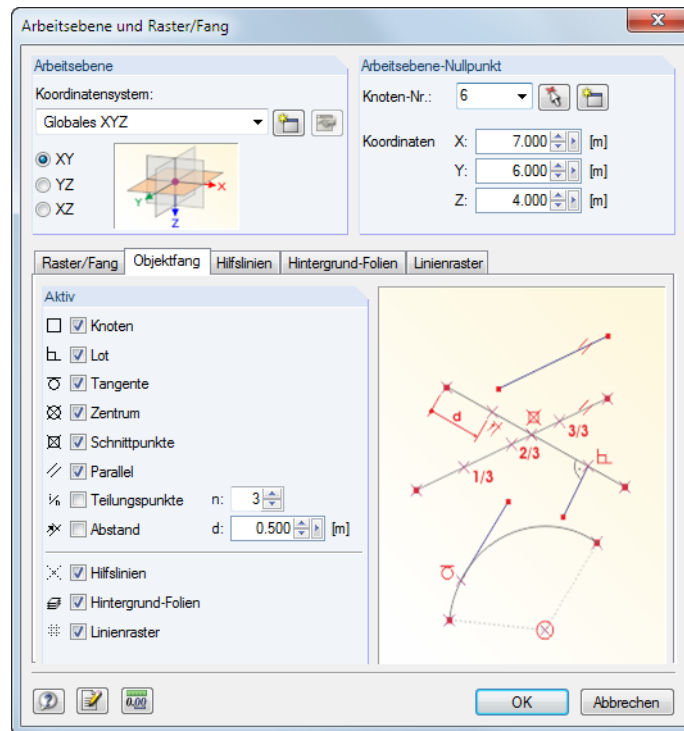 Arbeitsebene und Raster/Fang
Arbeitsebene
Koordinatensystem:
Globales XYZ
XY
YZ
XZ
X
Y
Z
Arbeitsebene-Nullpunkt
Knoten-Nr.: 6
Koordinaten X: 7.000 [m]
Y: 6.000 [m]
Z: 4.000 [m]
Raster/Fang Objektfang Hilfslinien Hintergrund-Folien Linienraster
Aktiv
Knoten
Lot
Tangente
Zentrum
Schnittpunkte
Parallel
Teilungspunkte n: 3
Abstand d: 0.500 [m]
Hilfslinien
Hintergrund-Folien
Linienraster
d
3/3
2/3
1/3
0.00
OK Abbrechen